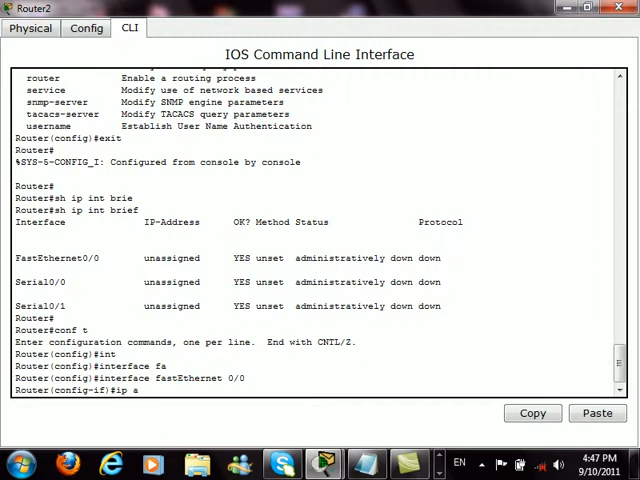 Router2
Physical Config CLI
IOS Command Line Interface
router Enable a routing process
service Modify use of network based services
snmp-server Modify SNMP engine parameters
tacacs-server Modify TACACS query parameters
username Establish User Name Authentication
Router(config)#exit
Router#
%SYS-5-CONFIG_I: Configured from console by console
Router#
Router#sh ip int brie
Router#sh ip int brief
Interface IP-Address OK? Method Status Protocol
FastEthernet0/0 unassigned YES unset administratively down down
Serial0/0 unassigned YES unset administratively down down
Serial0/1 unassigned YES unset administratively down down
Router#
Router#conf t
Enter configuration commands, one per line. End with CNTL/Z.
Router(config)#int
Router(config)#interface fa
Router(config)#interface fastEthernet 0/0
Router(config-if)#ip a
Copy Paste
EN 4:47 PM
9/10/2011